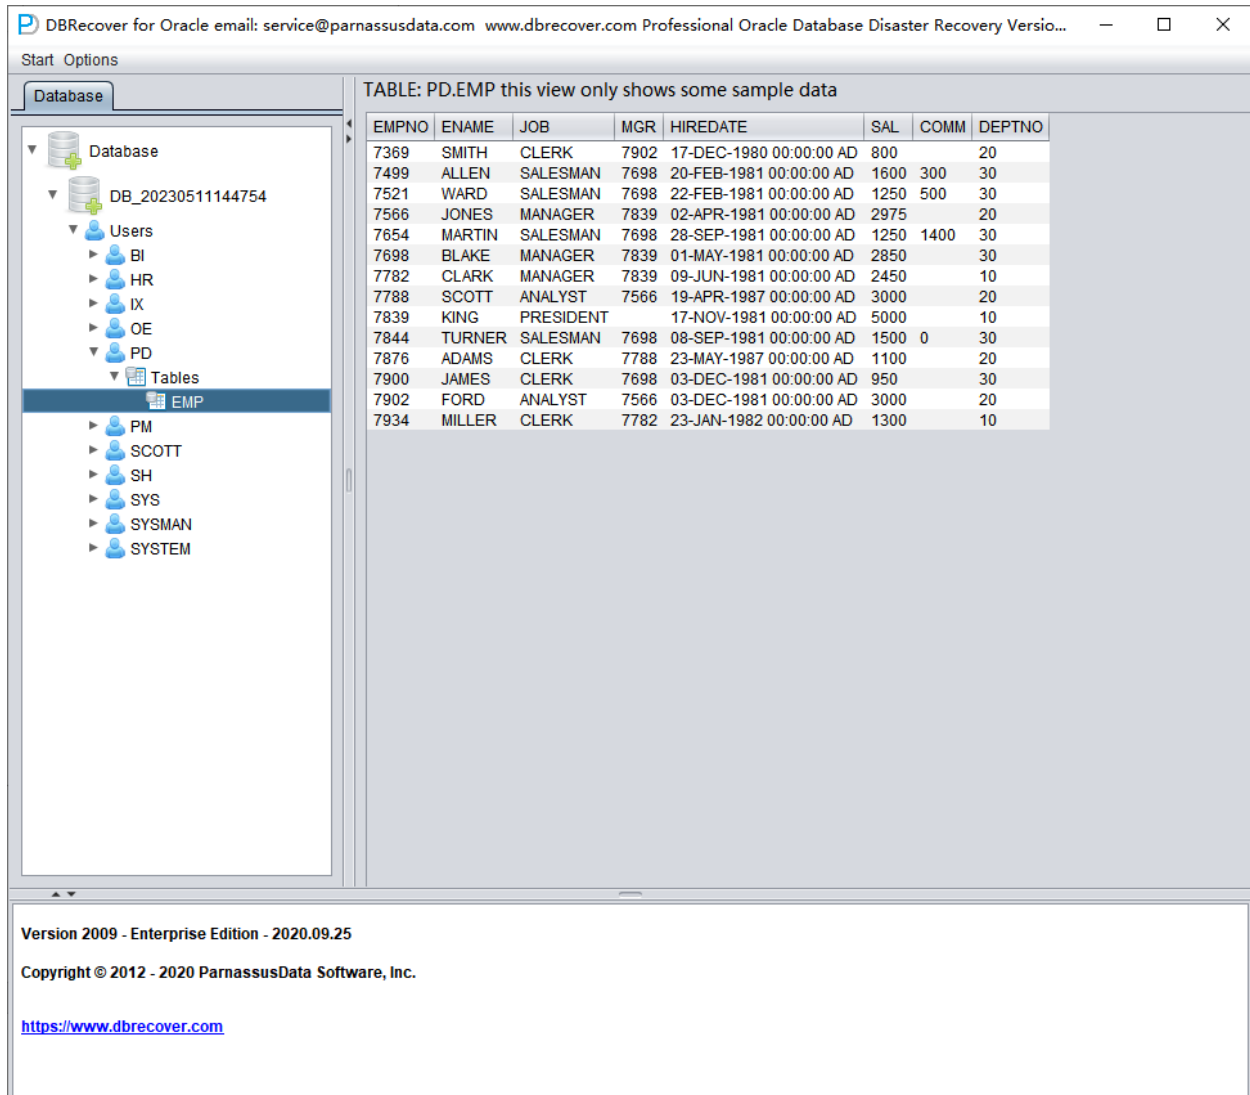 DBRecover for Oracle email: service@parnassusdata.com www.dbrecover.com Professional Oracle Database Disaster Recovery Versio...
Start Options
Database
Database
DB_20230511144754
Users
BI
HR
IX
OE
PD
Tables
EMP
PM
SCOTT
SH
SYS
SYSMAN
SYSTEM
TABLE: PD.EMP this view only shows some sample data
EMPNO ENAME JOB MGR HIREDATE SAL COMM DEPTNO
7369 SMITH CLERK 7902 17-DEC-1980 00:00:00 AD 800 20
7499 ALLEN SALESMAN 7698 20-FEB-1981 00:00:00 AD 1600 300 30
7521 WARD SALESMAN 7698 22-FEB-1981 00:00:00 AD 1250 500 30
7566 JONES MANAGER 7839 02-APR-1981 00:00:00 AD 2975 20
7654 MARTIN SALESMAN 7698 28-SEP-1981 00:00:00 AD 1250 1400 30
7698 BLAKE MANAGER 7839 01-MAY-1981 00:00:00 AD 2850 30
7782 CLARK MANAGER 7839 09-JUN-1981 00:00:00 AD 2450 10
7788 SCOTT ANALYST 7566 19-APR-1987 00:00:00 AD 3000 20
7839 KING PRESIDENT 17-NOV-1981 00:00:00 AD 5000 10
7844 TURNER SALESMAN 7698 08-SEP-1981 00:00:00 AD 1500 0 30
7876 ADAMS CLERK 7788 23-MAY-1987 00:00:00 AD 1100 20
7900 JAMES CLERK 7698 03-DEC-1981 00:00:00 AD 950 30
7902 FORD ANALYST 7566 03-DEC-1981 00:00:00 AD 3000 20
7934 MILLER CLERK 7782 23-JAN-1982 00:00:00 AD 1300 10
Version 2009 - Enterprise Edition - 2020.09.25
Copyright © 2012 - 2020 ParnassusData Software, Inc.
https://www.dbrecover.com